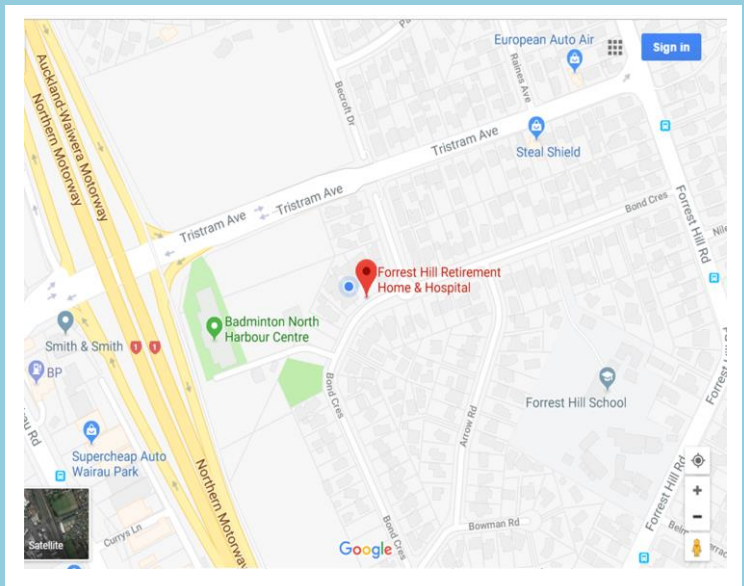 European Auto Air
Sign in
Auckland-Waiwera Motorway
Northern Motorway
Becroft Dr
Raines Ave
Steal Shield
Tristram Ave
Tristram Ave
Tristram Ave
Bond Cres
Forrest Hill Rd
Forrest Hill Retirement
Home & Hospital
Badminton North
Harbour Centre
Smith & Smith
1
1
BP
Forrest Hill School
Bond Cres
Arrow Rd
Supercheap Auto
Wairau Park
Northern Motorway
Forrest Hill Rd
Bond Cres
Bowman Rd
Currys Ln
Satellite
Google
+
-